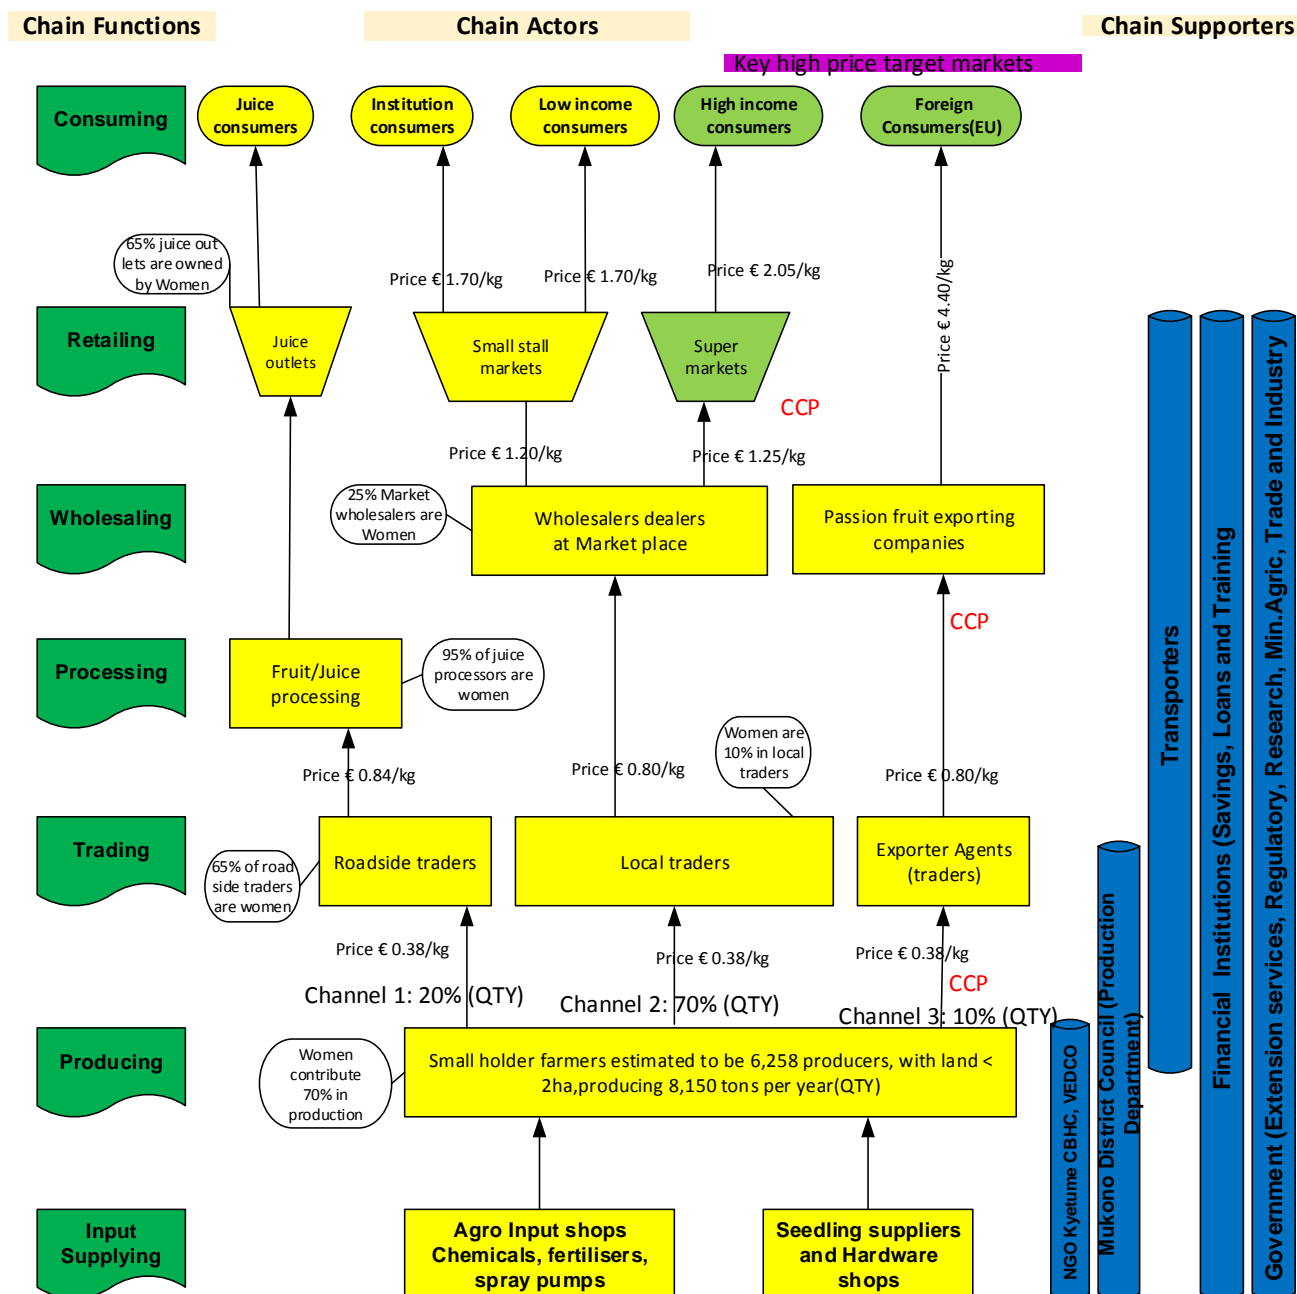 Chain Functions
Chain Actors
Chain Supporters
Key high price target markets
Consuming
Juice
consumers
Institution
consumers
Low income
consumers
High income
consumers
Foreign
Consumers(EU)
65% juice out
lets are owned
by Women
Price € 1.70/kg
Price € 1.70/kg
Price € 2.05/kg
Price € 4.40/kg
Retailing
Juice
outlets
Small stall
markets
Super
markets
CCP
Price € 1.20/kg
Price € 1.25/kg
Wholesaling
25% Market
wholesalers are
Women
Wholesalers dealers
at Market place
Passion fruit exporting
companies
CCP
Processing
Fruit/Juice
processing
95% of juice
processors are
women
Women are
10% in local
traders
Price € 0.84/kg
Price € 0.80/kg
Price € 0.80/kg
Trading
65% of road
side traders
are women
Roadside traders
Local traders
Exporter Agents
(traders)
Price € 0.38/kg
Price € 0.38/kg
Price € 0.38/kg
CCP
Channel 1: 20% (QTY)
Channel 2: 70% (QTY)
Channel 3: 10% (QTY)
Producing
Women
contribute
70% in
production
Small holder farmers estimated to be 6,258 producers, with land <
2ha,producing 8,150 tons per year(QTY)
Input
Supplying
Agro Input shops
Chemicals, fertilisers,
spray pumps
Seedling suppliers
and Hardware
shops
NGO Kyetume CBHC, VEDCO
Mukono District Council (Production
Department)
Transporters
Financial  Institutions (Savings, Loans and Training
Government (Extension services, Regulatory, Research, Min.Agric, Trade and Industry